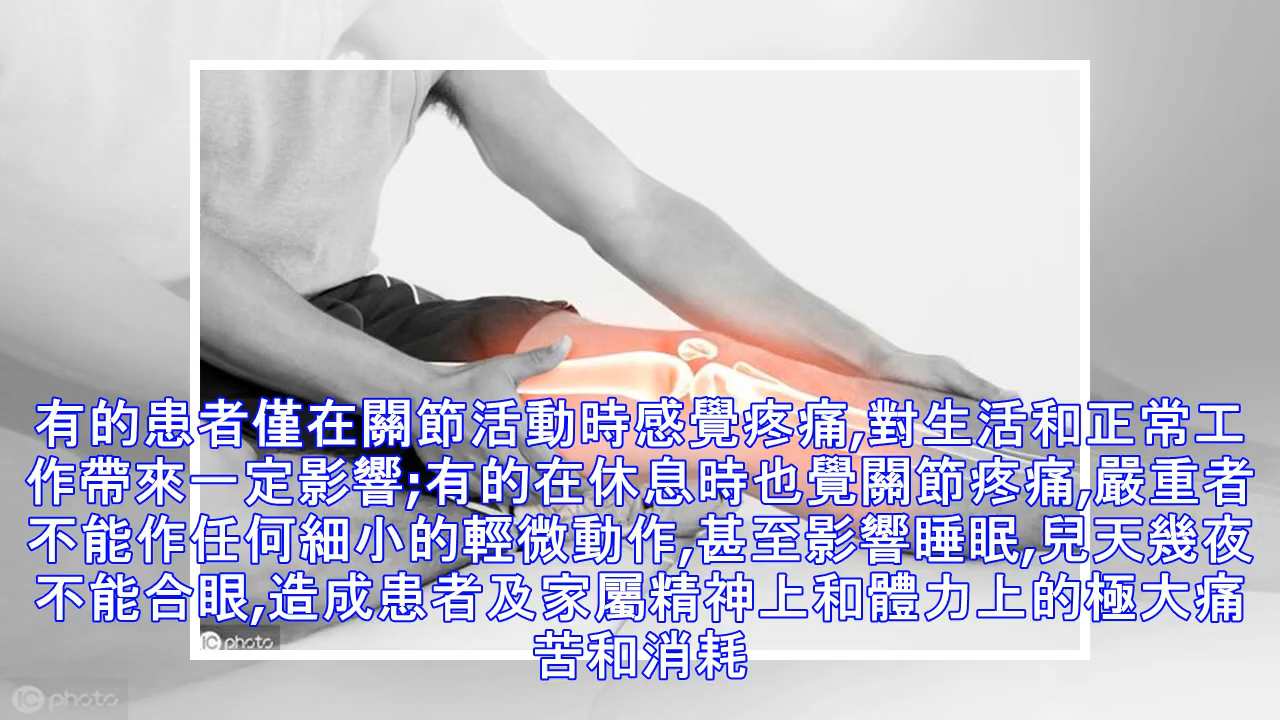 有的患者僅在關節活動時感覺疼痛,對生活和正常工
作帶來一定影響;有的在休息時也覺關節疼痛,嚴重者
不能作任何細小的輕微動作,甚至影響睡眠,兒天幾夜
不能合眼,造成患者及家屬精神上和體力上的極大痛
苦和消耗
IC photo
IC photo